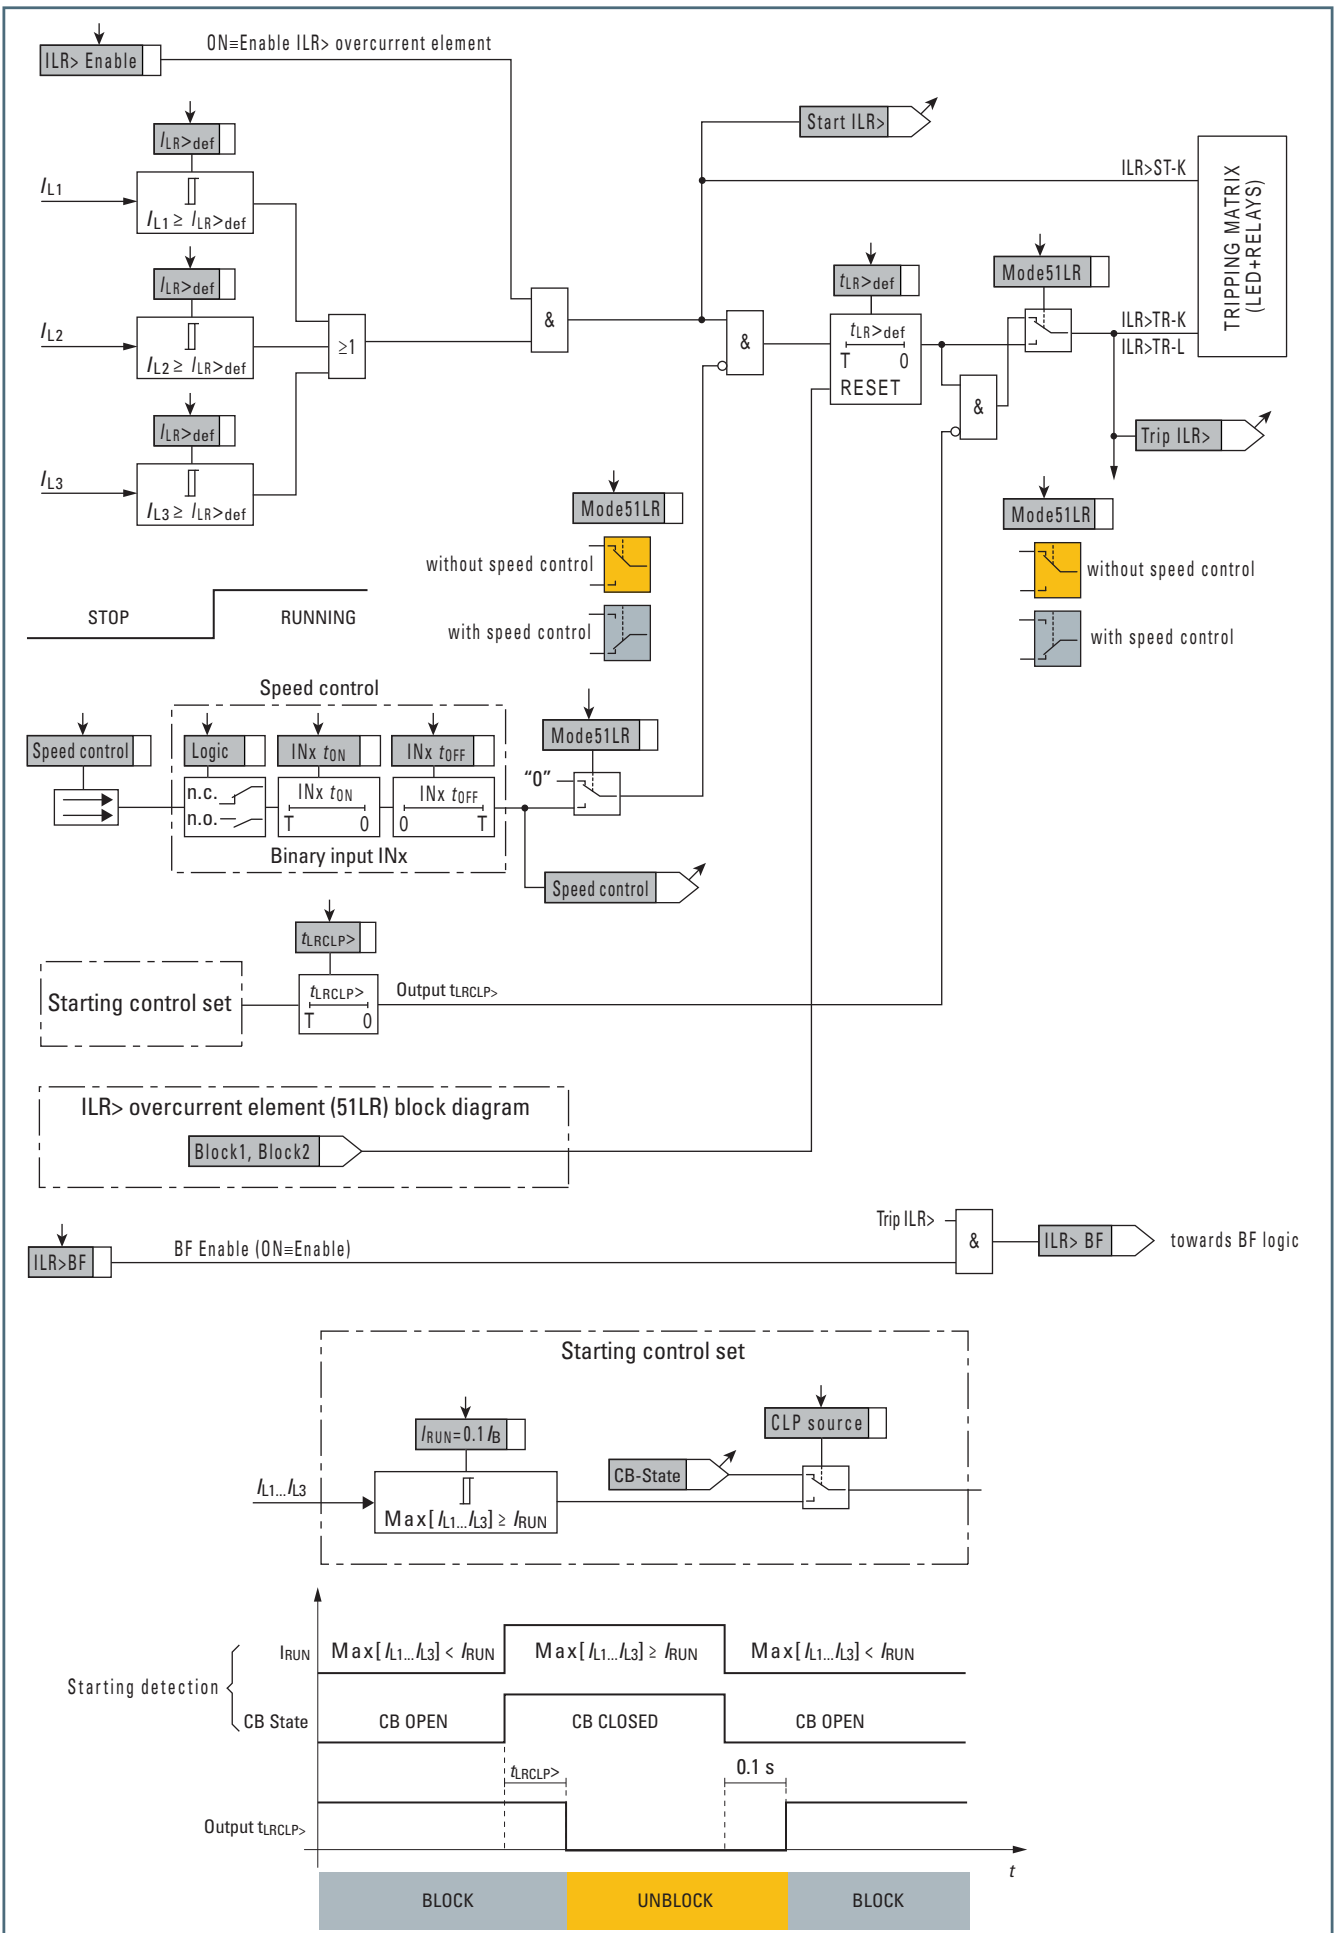 ILR> Enable
ON≡Enable ILR> overcurrent element
Start ILR>
ILR>ST-K
TRIPPING MATRIX
(LED+RELAYS)
ILR>def
IL1
IL1 ≥ ILR>def
ILR>def
IL2
IL2 ≥ ILR>def
≥1
&
&
tLR>def
tLR>def
T 0
RESET
Mode51LR
ILR>TR-K
ILR>TR-L
&
Trip ILR>
ILR>def
IL3
IL3 ≥ ILR>def
Mode51LR
without speed control
with speed control
Mode51LR
without speed control
with speed control
STOP
RUNNING
Speed control
Speed control
Logic
INx tON
INx tOFF
n.c.
n.o.
INx tON
T 0
INx tOFF
0 T
Binary input INx
Mode51LR
“0”
Speed control
tLRCLP>
Starting control set
tLRCLP>
T 0
Output tLRCLP>
ILR> overcurrent element (51LR) block diagram
Block1, Block2
ILR>BF
BF Enable (ON≡Enable)
Trip ILR>
&
ILR> BF
towards BF logic
Starting control set
IRUN=0.1 IB
CLP source
CB-State
IL1...IL3
Max[IL1...IL3] ≥ IRUN
Starting detection
IRUN
Max[IL1...IL3] < IRUN
Max[IL1...IL3] ≥ IRUN
Max[IL1...IL3] < IRUN
CB State
CB OPEN
CB CLOSED
CB OPEN
tLRCLP>
0.1 s
Output tLRCLP>
t
BLOCK
UNBLOCK
BLOCK